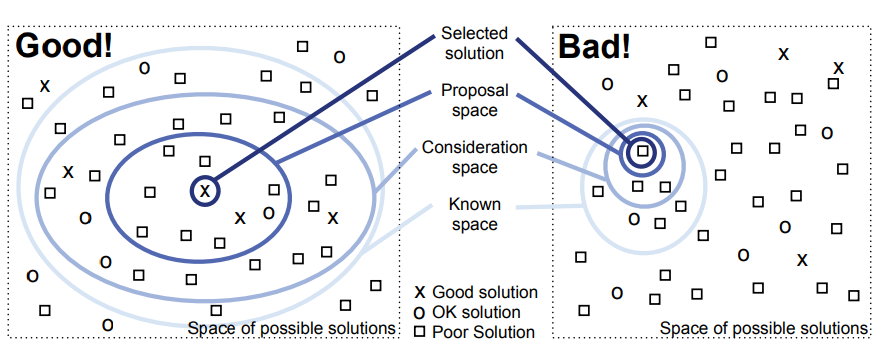 Good!
Selected
solution
Proposal
space
Consideration
space
Known
space
X Good solution
O OK solution
Poor Solution
Space of possible solutions
Bad!
Space of possible solutions